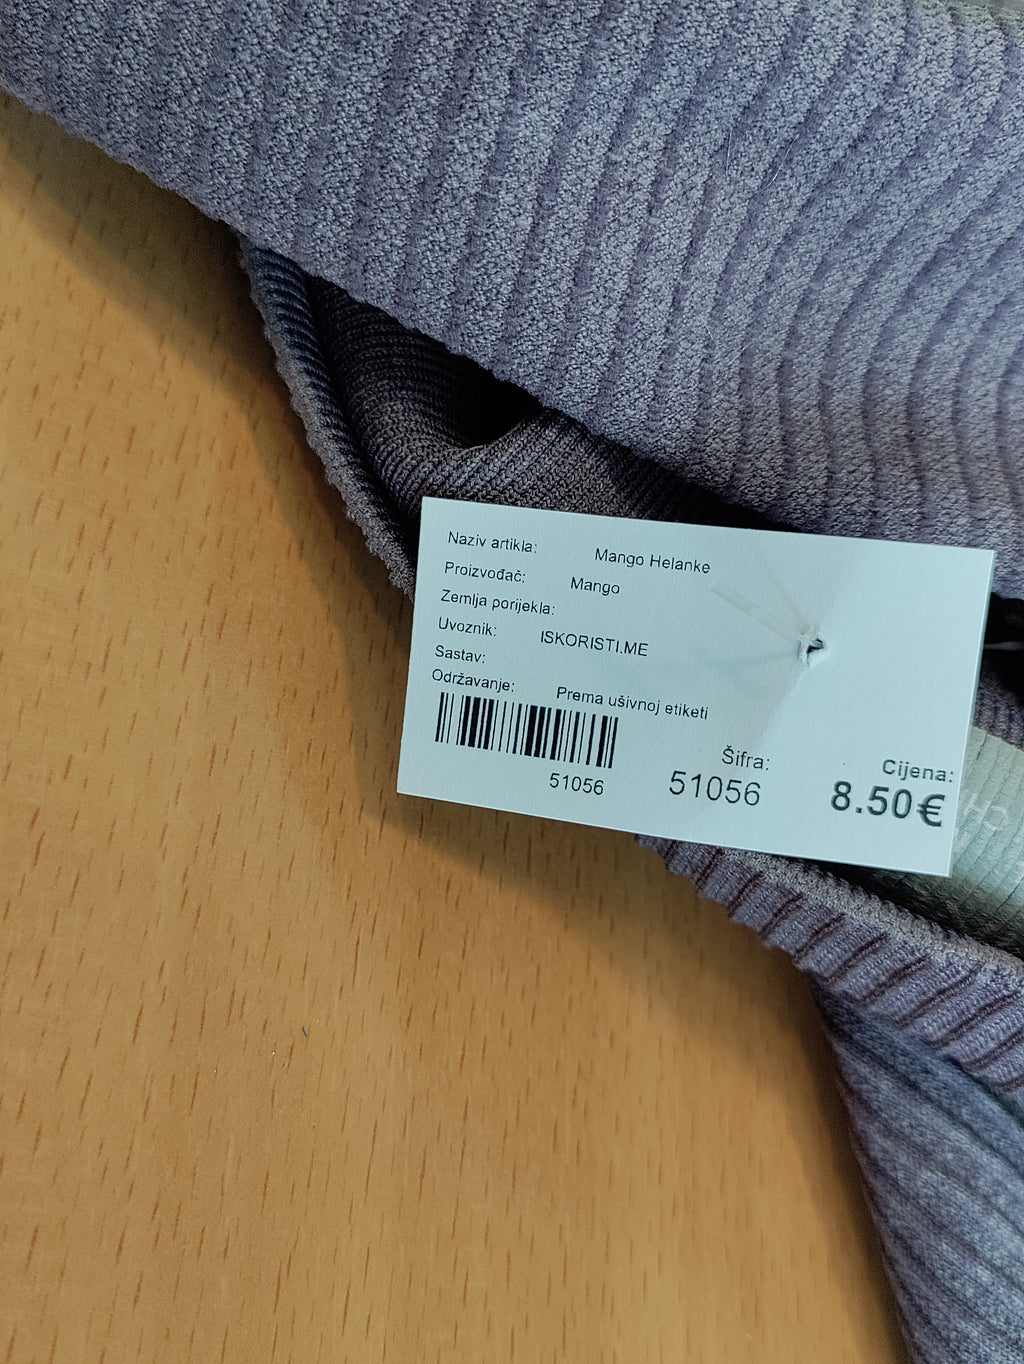 Naziv artikla: Mango Helanke
Proizvođač: Mango
Zemlja porijekla:
Uvoznik: ISKORISTI.ME
Sastav:
Održavanje: Prema ušivnoj etiketi
51056
Šifra:
51056
Cijena:
8.50€